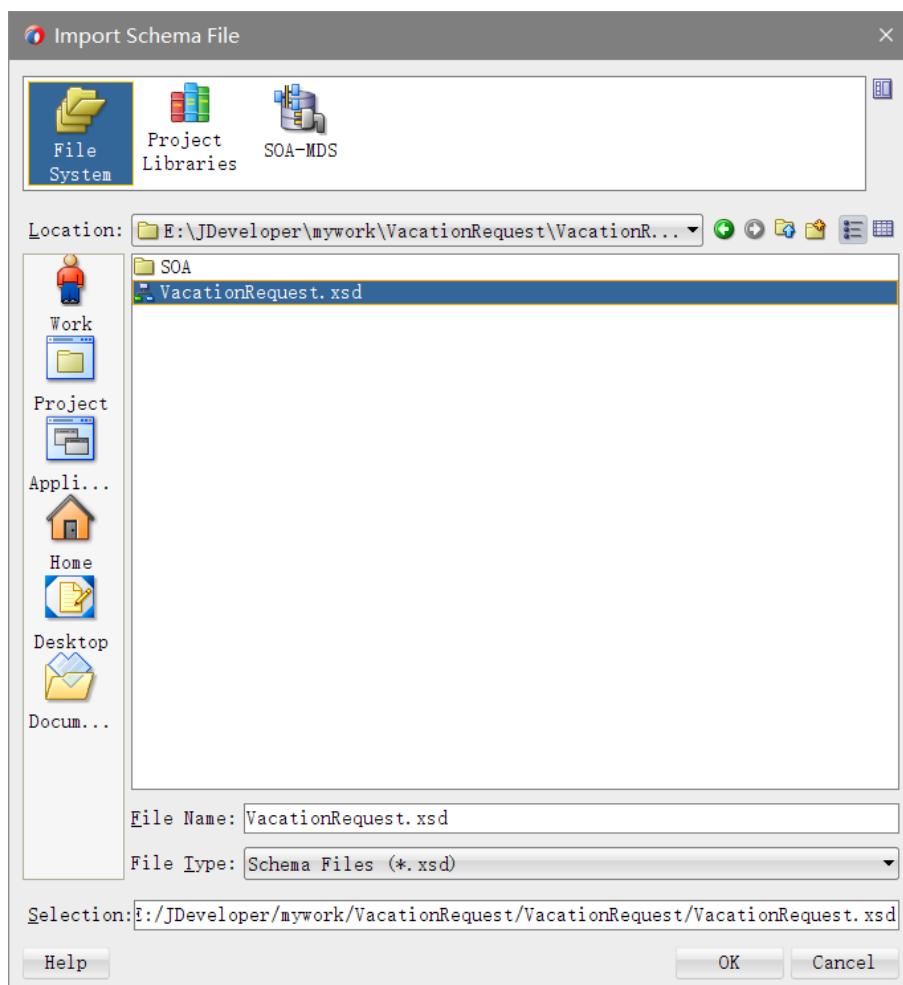 Import Schema File
File
System
Project
Libraries
SOA-MDS
Location:
E:\JDeveloper\mywork\VacationRequest\VacationR...
SOA
VacationRequest.xsd
Work
Project
Appli...
Home
Desktop
Docum...
File Name: VacationRequest.xsd
File Type: Schema Files (*.xsd)
Selection: E:/JDeveloper/mywork/VacationRequest/VacationRequest/VacationRequest.xsd
Help
OK
Cancel